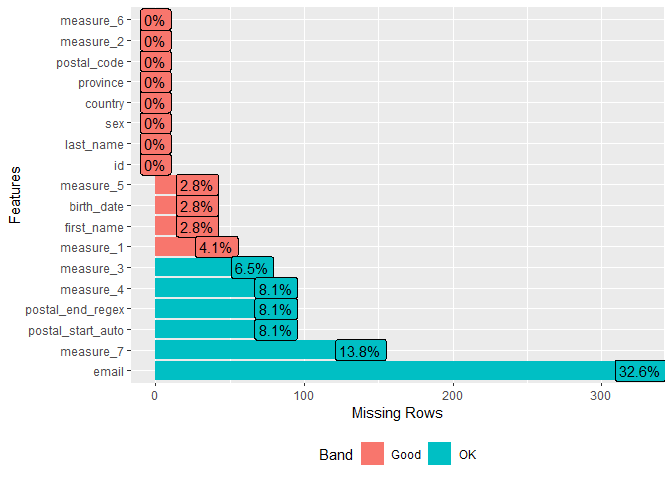 measure_6 0%
measure_2 0%
postal_code 0%
province 0%
country 0%
sex 0%
last_name 0%
id 0%
measure_5 2.8%
birth_date 2.8%
first_name 2.8%
measure_1 4.1%
measure_3 6.5%
measure_4 8.1%
postal_end_regex 8.1%
postal_start_auto 8.1%
measure_7 13.8%
email 32.6%
Features
0 100 200 300
Missing Rows
Band Good OK